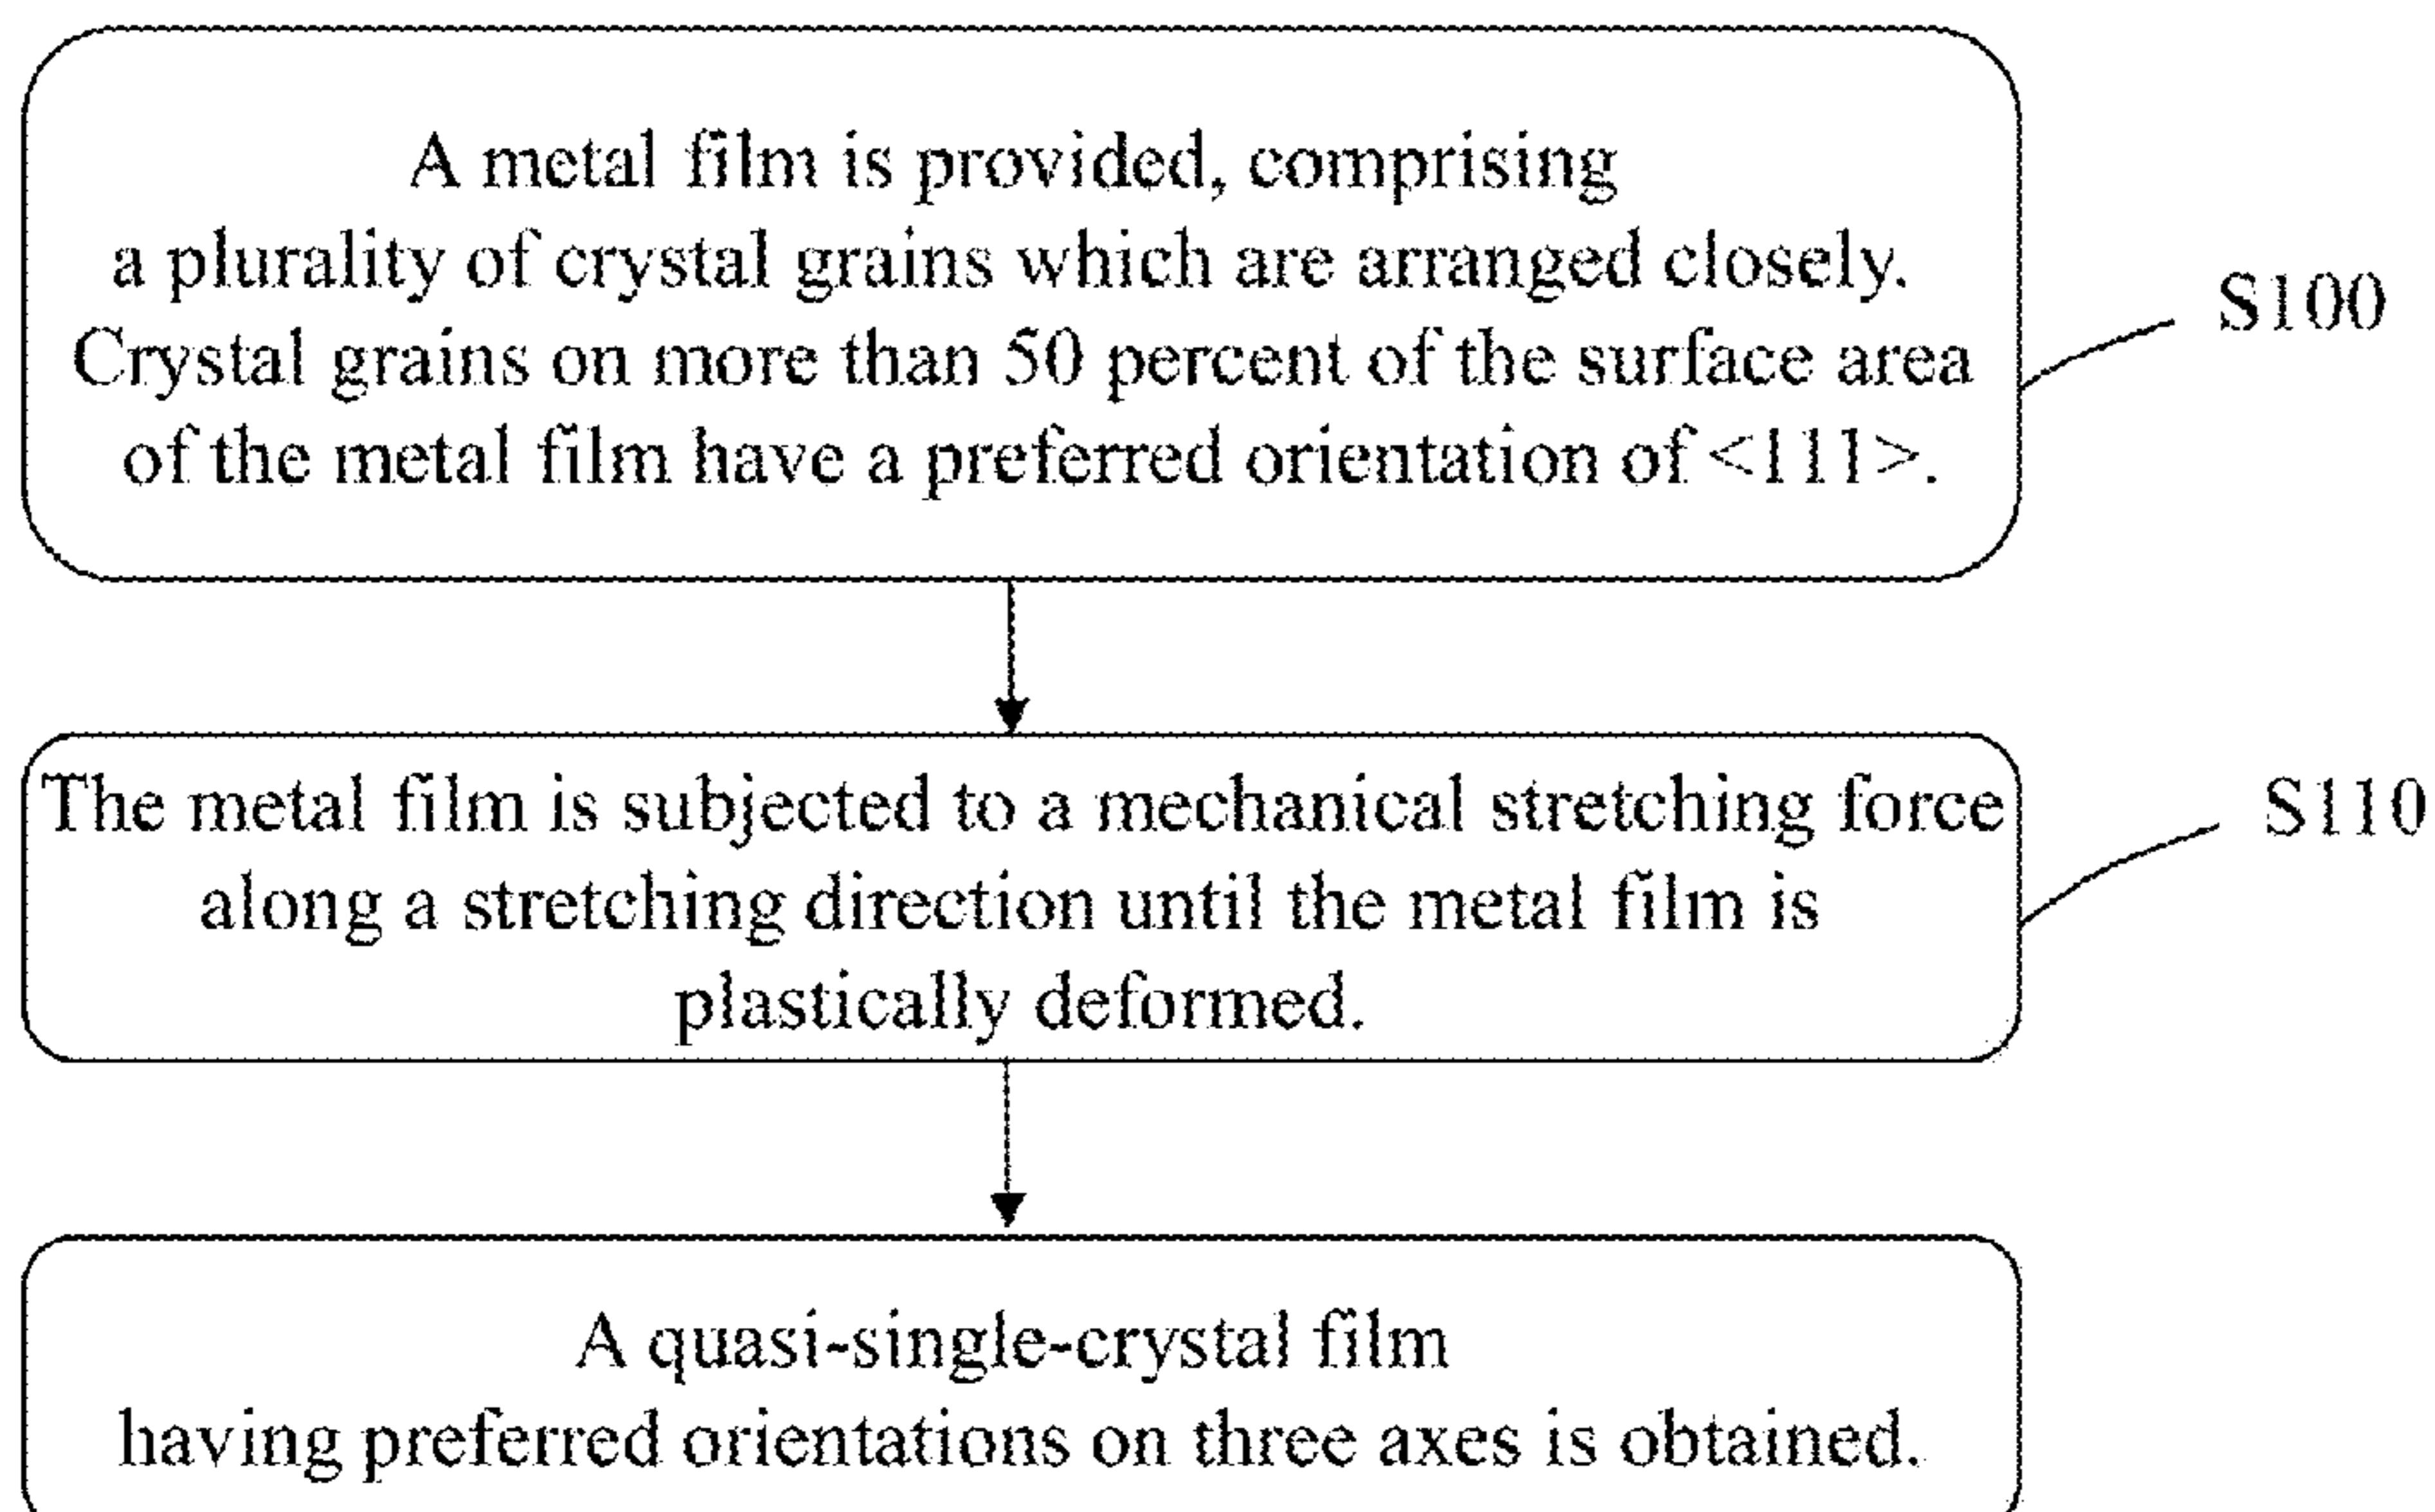 A metal film is provided, comprising
a plurality of crystal grains which are arranged closely.
Crystal grains on more than 50 percent of the surface area
of the metal film have a preferred orientation of <111>.
S100
The metal film is subjected to a mechanical stretching force
along a stretching direction until the metal film is
plastically deformed.
S110
A quasi-single-crystal film
having preferred orientations on three axes is obtained.